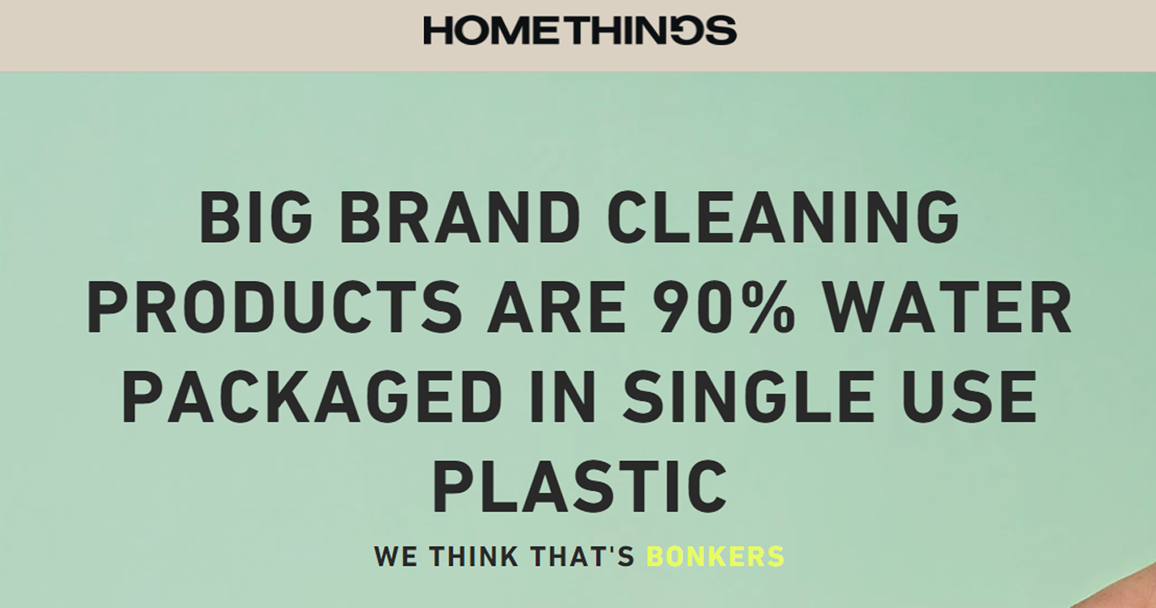 HOMETHINGS
BIG BRAND CLEANING
PRODUCTS ARE 90% WATER
PACKAGED IN SINGLE USE
PLASTIC
WE THINK THAT'S BONKERS